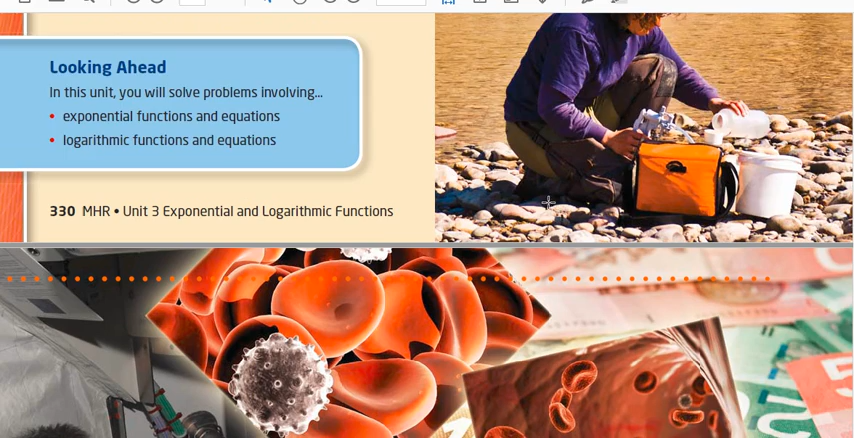 Looking Ahead
In this unit, you will solve problems involving...
• exponential functions and equations
• logarithmic functions and equations
330 MHR • Unit 3 Exponential and Logarithmic Functions